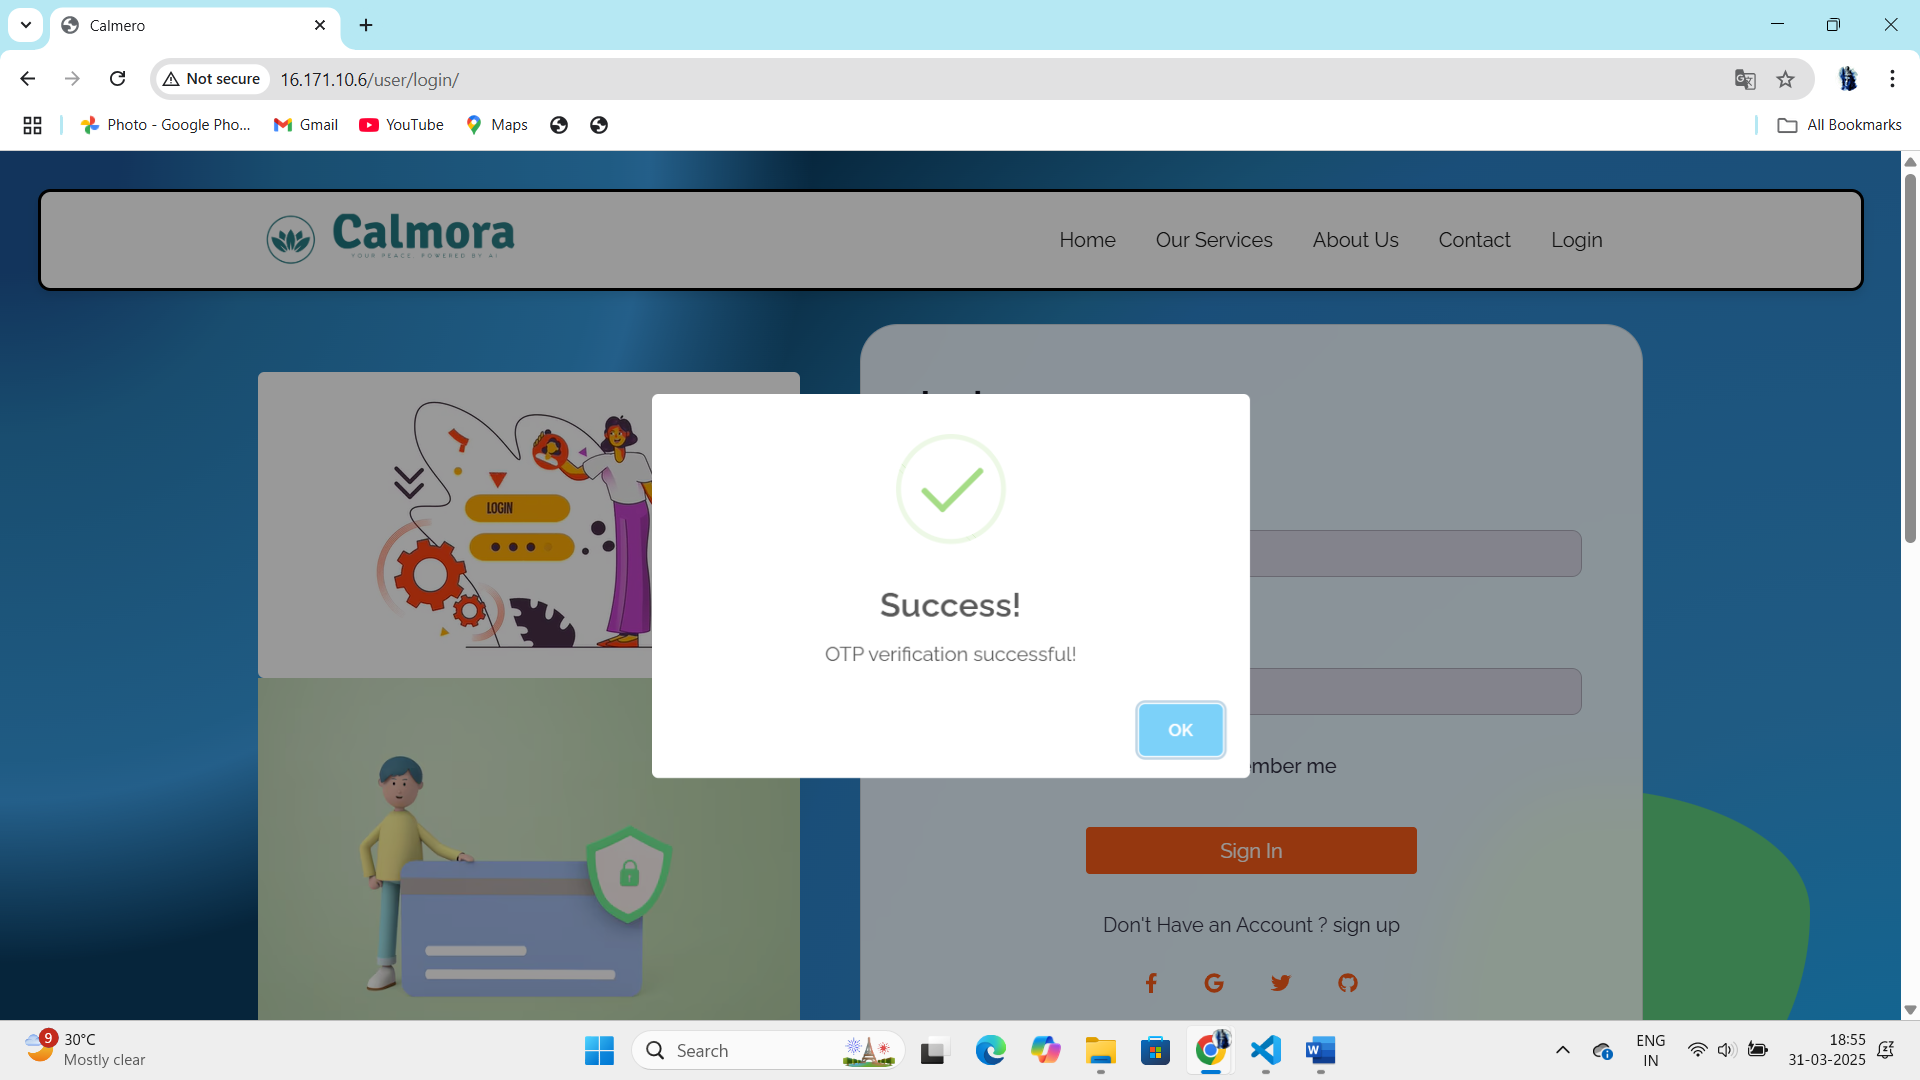 Calmero
Not secure
16.171.10.6/user/login/
Photo - Google Pho...
Gmail
YouTube
Maps
All Bookmarks
Calmora
YOUR PEACE, POWERED BY AI
Home
Our Services
About Us
Contact
Login
LOGIN
Success!
OTP verification successful!
OK
ember me
Sign In
Don't Have an Account ? sign up
9
30°C
Mostly clear
Search
ENG
IN
18:55
31-03-2025